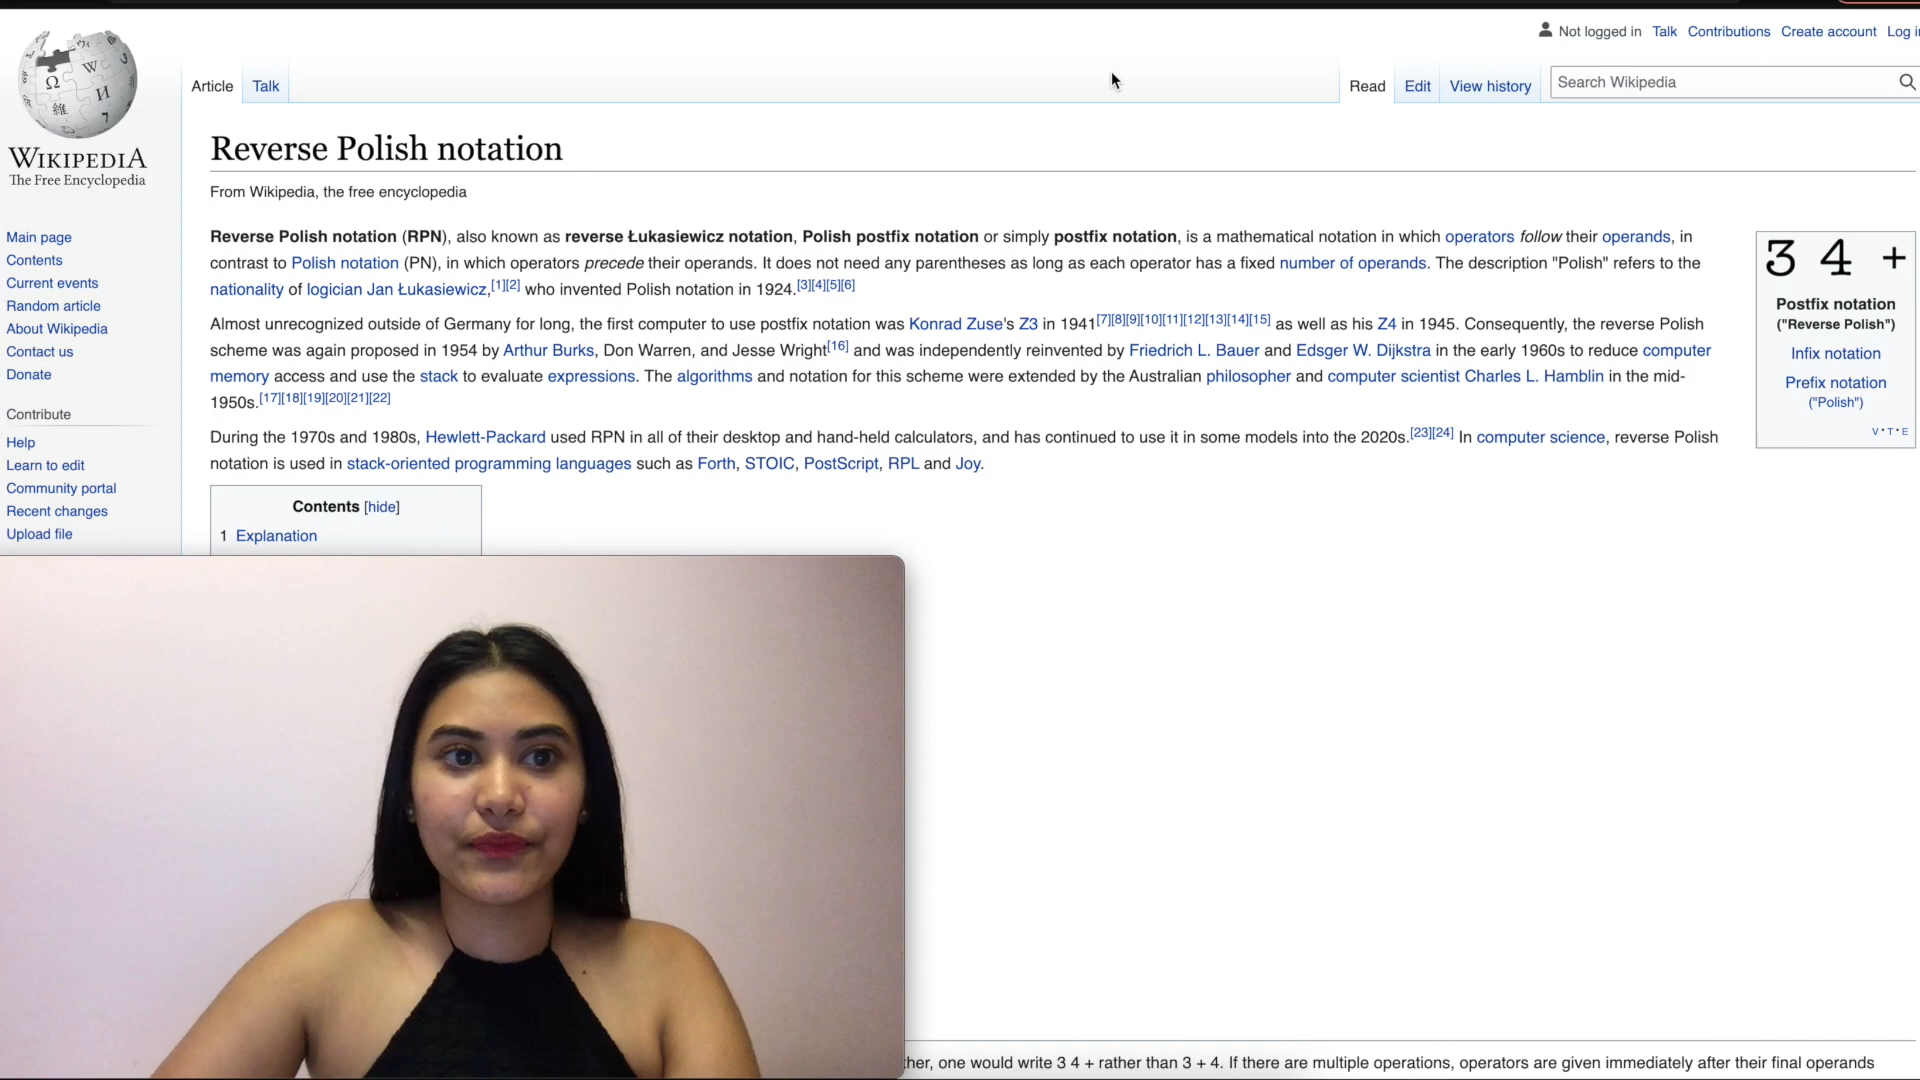 Not logged in Talk Contributions Create account Log i
Article Talk Read Edit View history Search Wikipedia
WIKIPEDIA
The Free Encyclopedia
Main page
Contents
Current events
Random article
About Wikipedia
Contact us
Donate
Contribute
Help
Learn to edit
Community portal
Recent changes
Upload file
Reverse Polish notation
From Wikipedia, the free encyclopedia
Reverse Polish notation (RPN), also known as reverse Łukasiewicz notation, Polish postfix notation or simply postfix notation, is a mathematical notation in which operators follow their operands, in
contrast to Polish notation (PN), in which operators precede their operands. It does not need any parentheses as long as each operator has a fixed number of operands. The description "Polish" refers to the
nationality of logician Jan Łukasiewicz,[1][2] who invented Polish notation in 1924.[3][4][5][6]
Almost unrecognized outside of Germany for long, the first computer to use postfix notation was Konrad Zuse's Z3 in 1941[7][8][9][10][11][12][13][14][15] as well as his Z4 in 1945. Consequently, the reverse Polish
scheme was again proposed in 1954 by Arthur Burks, Don Warren, and Jesse Wright[16] and was independently reinvented by Friedrich L. Bauer and Edsger W. Dijkstra in the early 1960s to reduce computer
memory access and use the stack to evaluate expressions. The algorithms and notation for this scheme were extended by the Australian philosopher and computer scientist Charles L. Hamblin in the mid-
1950s.[17][18][19][20][21][22]
During the 1970s and 1980s, Hewlett-Packard used RPN in all of their desktop and hand-held calculators, and has continued to use it in some models into the 2020s.[23][24] In computer science, reverse Polish
notation is used in stack-oriented programming languages such as Forth, STOIC, PostScript, RPL and Joy.
Contents [hide]
1 Explanation
3 4 +
Postfix notation
("Reverse Polish")
Infix notation
Prefix notation
("Polish")
V•T•E
her, one would write 3 4 + rather than 3 + 4. If there are multiple operations, operators are given immediately after their final operands